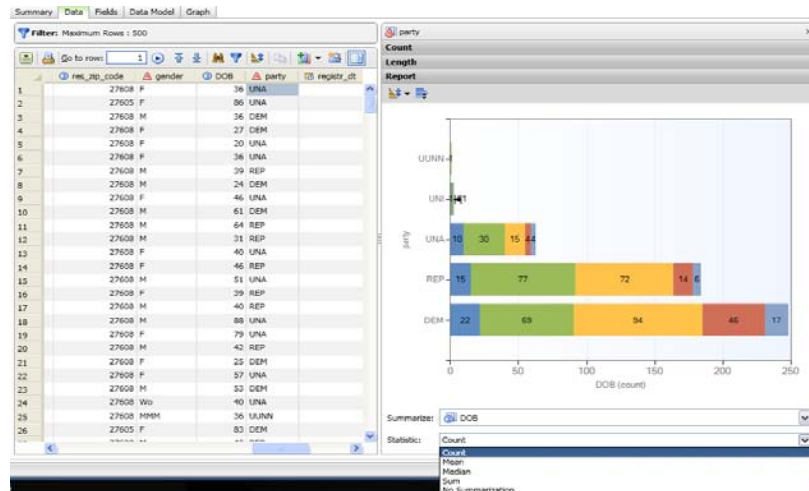 Summary Data Fields Data Model Graph
Filter: Maximum Rows : 500
Go to row: 1
res_zip_code gender DOB party registr_dt
1 27608 F 36 UNA
2 27605 F 86 UNA
3 27608 M 36 DEM
4 27608 F 27 DEM
5 27608 F 20 UNA
6 27608 F 36 UNA
7 27608 M 39 REP
8 27608 M 24 DEM
9 27608 F 46 UNA
10 27608 M 61 DEM
11 27608 M 64 REP
12 27608 M 31 REP
13 27608 F 40 UNA
14 27608 F 46 REP
15 27608 M 51 UNA
16 27608 F 39 REP
17 27608 M 40 REP
18 27608 M 88 UNA
19 27608 F 79 UNA
20 27608 M 42 REP
21 27608 F 25 DEM
22 27608 F 57 UNA
23 27608 M 53 DEM
24 27608 Wo 40 UNA
25 27608 MMM 36 UUNN
26 27605 F 83 DEM
party
Count
Length
Report
party
UUNN
UNI
UNA 10 30 15 4 4
REP 15 77 72 14 6
DEM 22 69 94 46 17
0 50 100 150 200 250
DOB (count)
Summarize: DOB
Statistic: Count
Count
Mean
Median
Sum
No Summarization